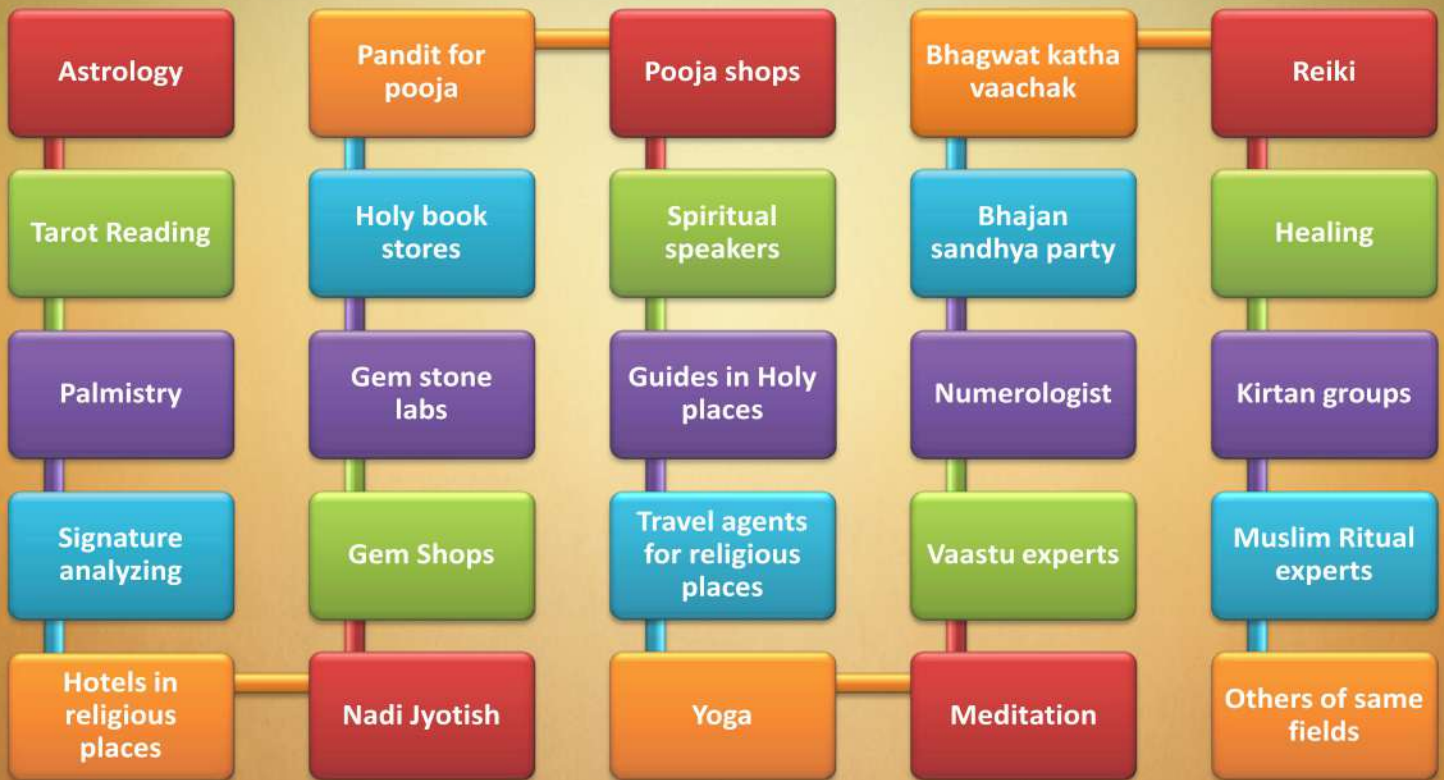 Astrology
Tarot Reading
Palmistry
Signature
analyzing
Hotels in
religious
places
Nadi Jyotish
Gem Shops
Gem stone
labs
Holy book
stores
Pandit for
pooja
Pooja shops
Spiritual
speakers
Guides in Holy
places
Travel agents
for religious
places
Yoga
Meditation
Vaastu experts
Numerologist
Bhajan
sandhya party
Bhagwat katha
vaachak
Reiki
Healing
Kirtan groups
Muslim Ritual
experts
Others of same
fields